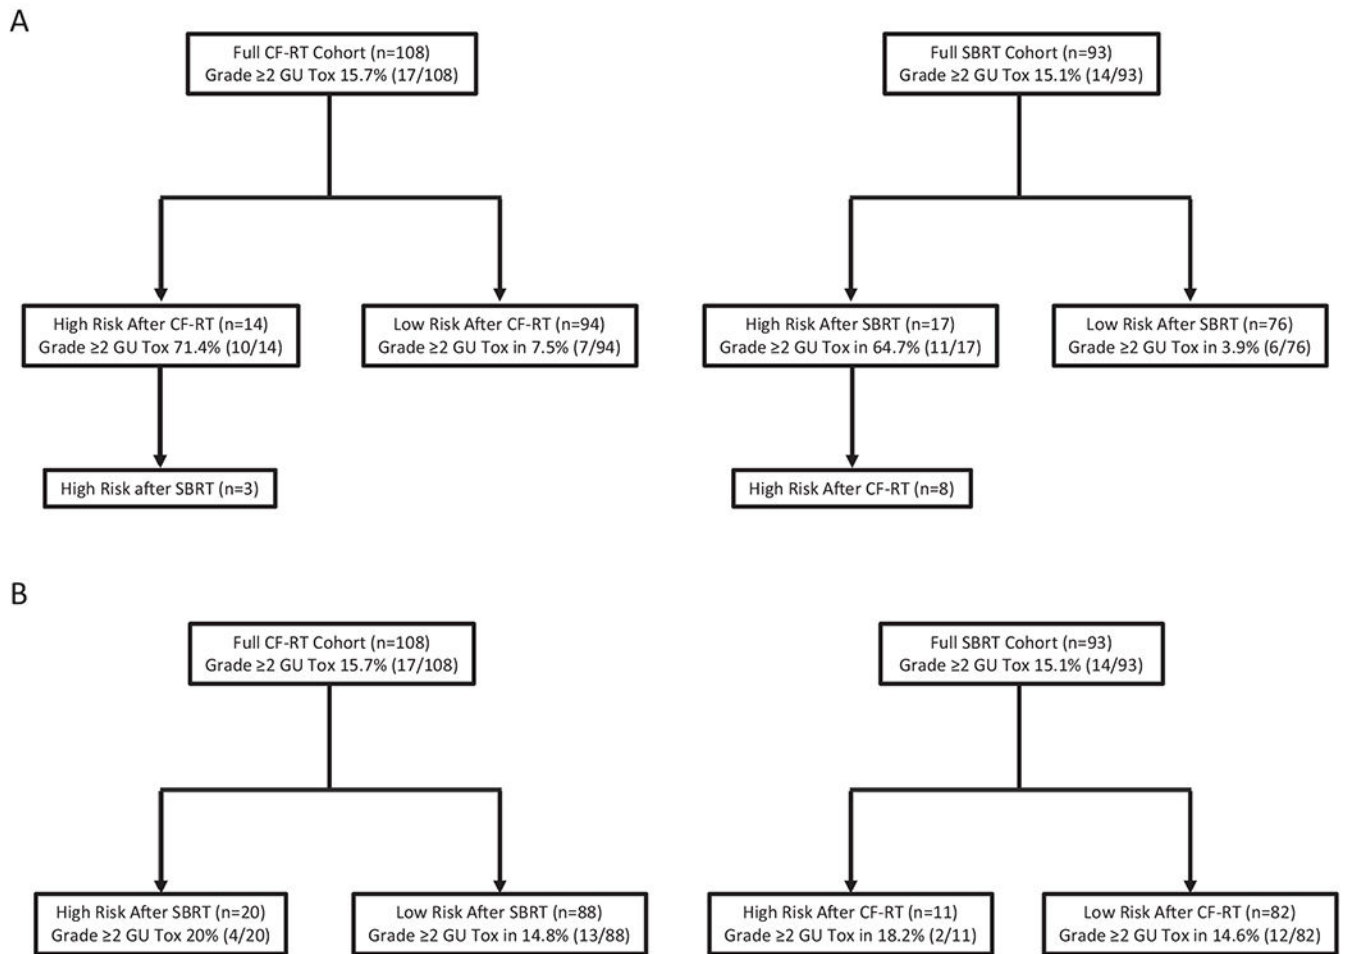 A
Full CF-RT Cohort (n=108)
Grade ≥2 GU Tox 15.7% (17/108)
Full SBRT Cohort (n=93)
Grade ≥2 GU Tox 15.1% (14/93)
High Risk After CF-RT (n=14)
Grade ≥2 GU Tox 71.4% (10/14)
Low Risk After CF-RT (n=94)
Grade ≥2 GU Tox in 7.5% (7/94)
High Risk After SBRT (n=17)
Grade ≥2 GU Tox in 64.7% (11/17)
Low Risk After SBRT (n=76)
Grade ≥2 GU Tox in 3.9% (6/76)
High Risk after SBRT (n=3)
High Risk After CF-RT (n=8)
B
Full CF-RT Cohort (n=108)
Grade ≥2 GU Tox 15.7% (17/108)
Full SBRT Cohort (n=93)
Grade ≥2 GU Tox 15.1% (14/93)
High Risk After SBRT (n=20)
Grade ≥2 GU Tox 20% (4/20)
Low Risk After SBRT (n=88)
Grade ≥2 GU Tox in 14.8% (13/88)
High Risk After CF-RT (n=11)
Grade ≥2 GU Tox in 18.2% (2/11)
Low Risk After CF-RT (n=82)
Grade ≥2 GU Tox in 14.6% (12/82)